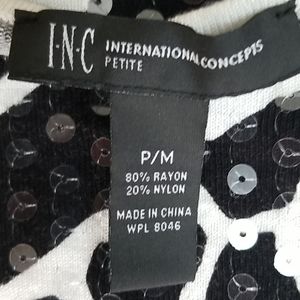 I·N·C INTERNATIONAL CONCEPTS
PETITE
P/M
80% RAYON
20% NYLON
MADE IN CHINA
WPL 8046